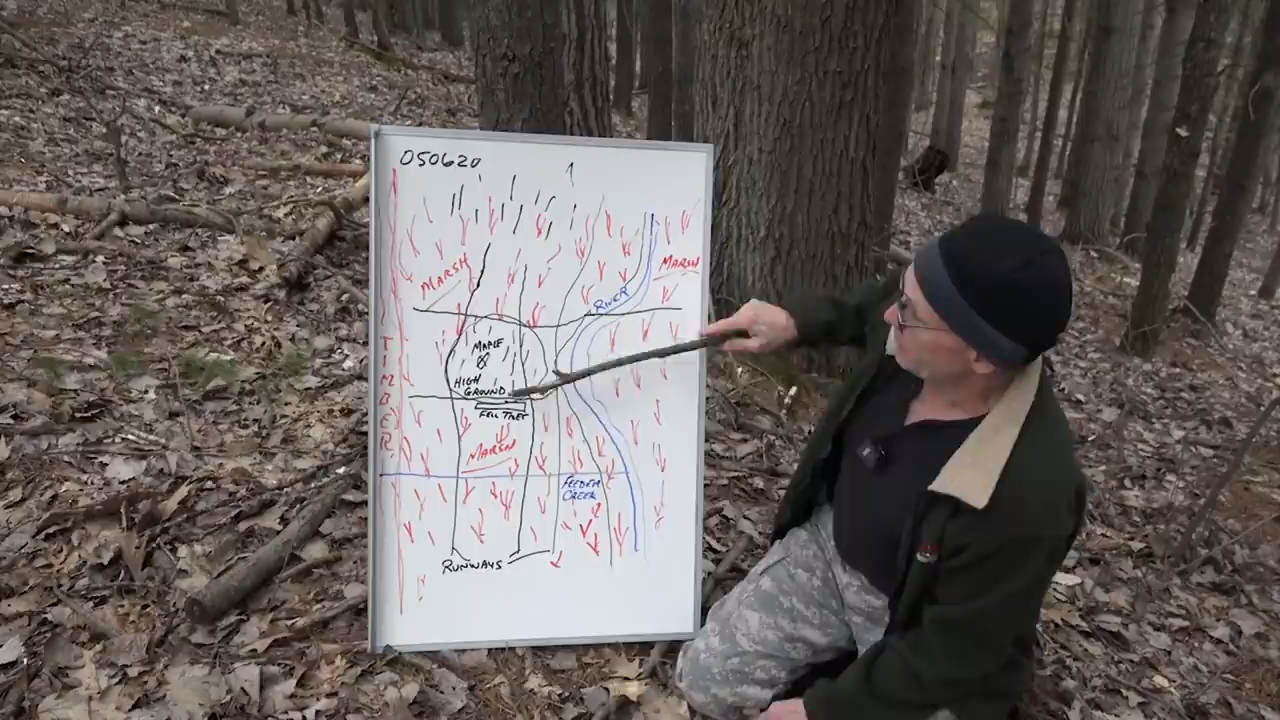 050620
MARSH
MARSH
RIVER
MAPLE
HIGH
GROUND
TIMBER
FELL TREE
MARSH
FEEDER
CREEK
RUNWAYS